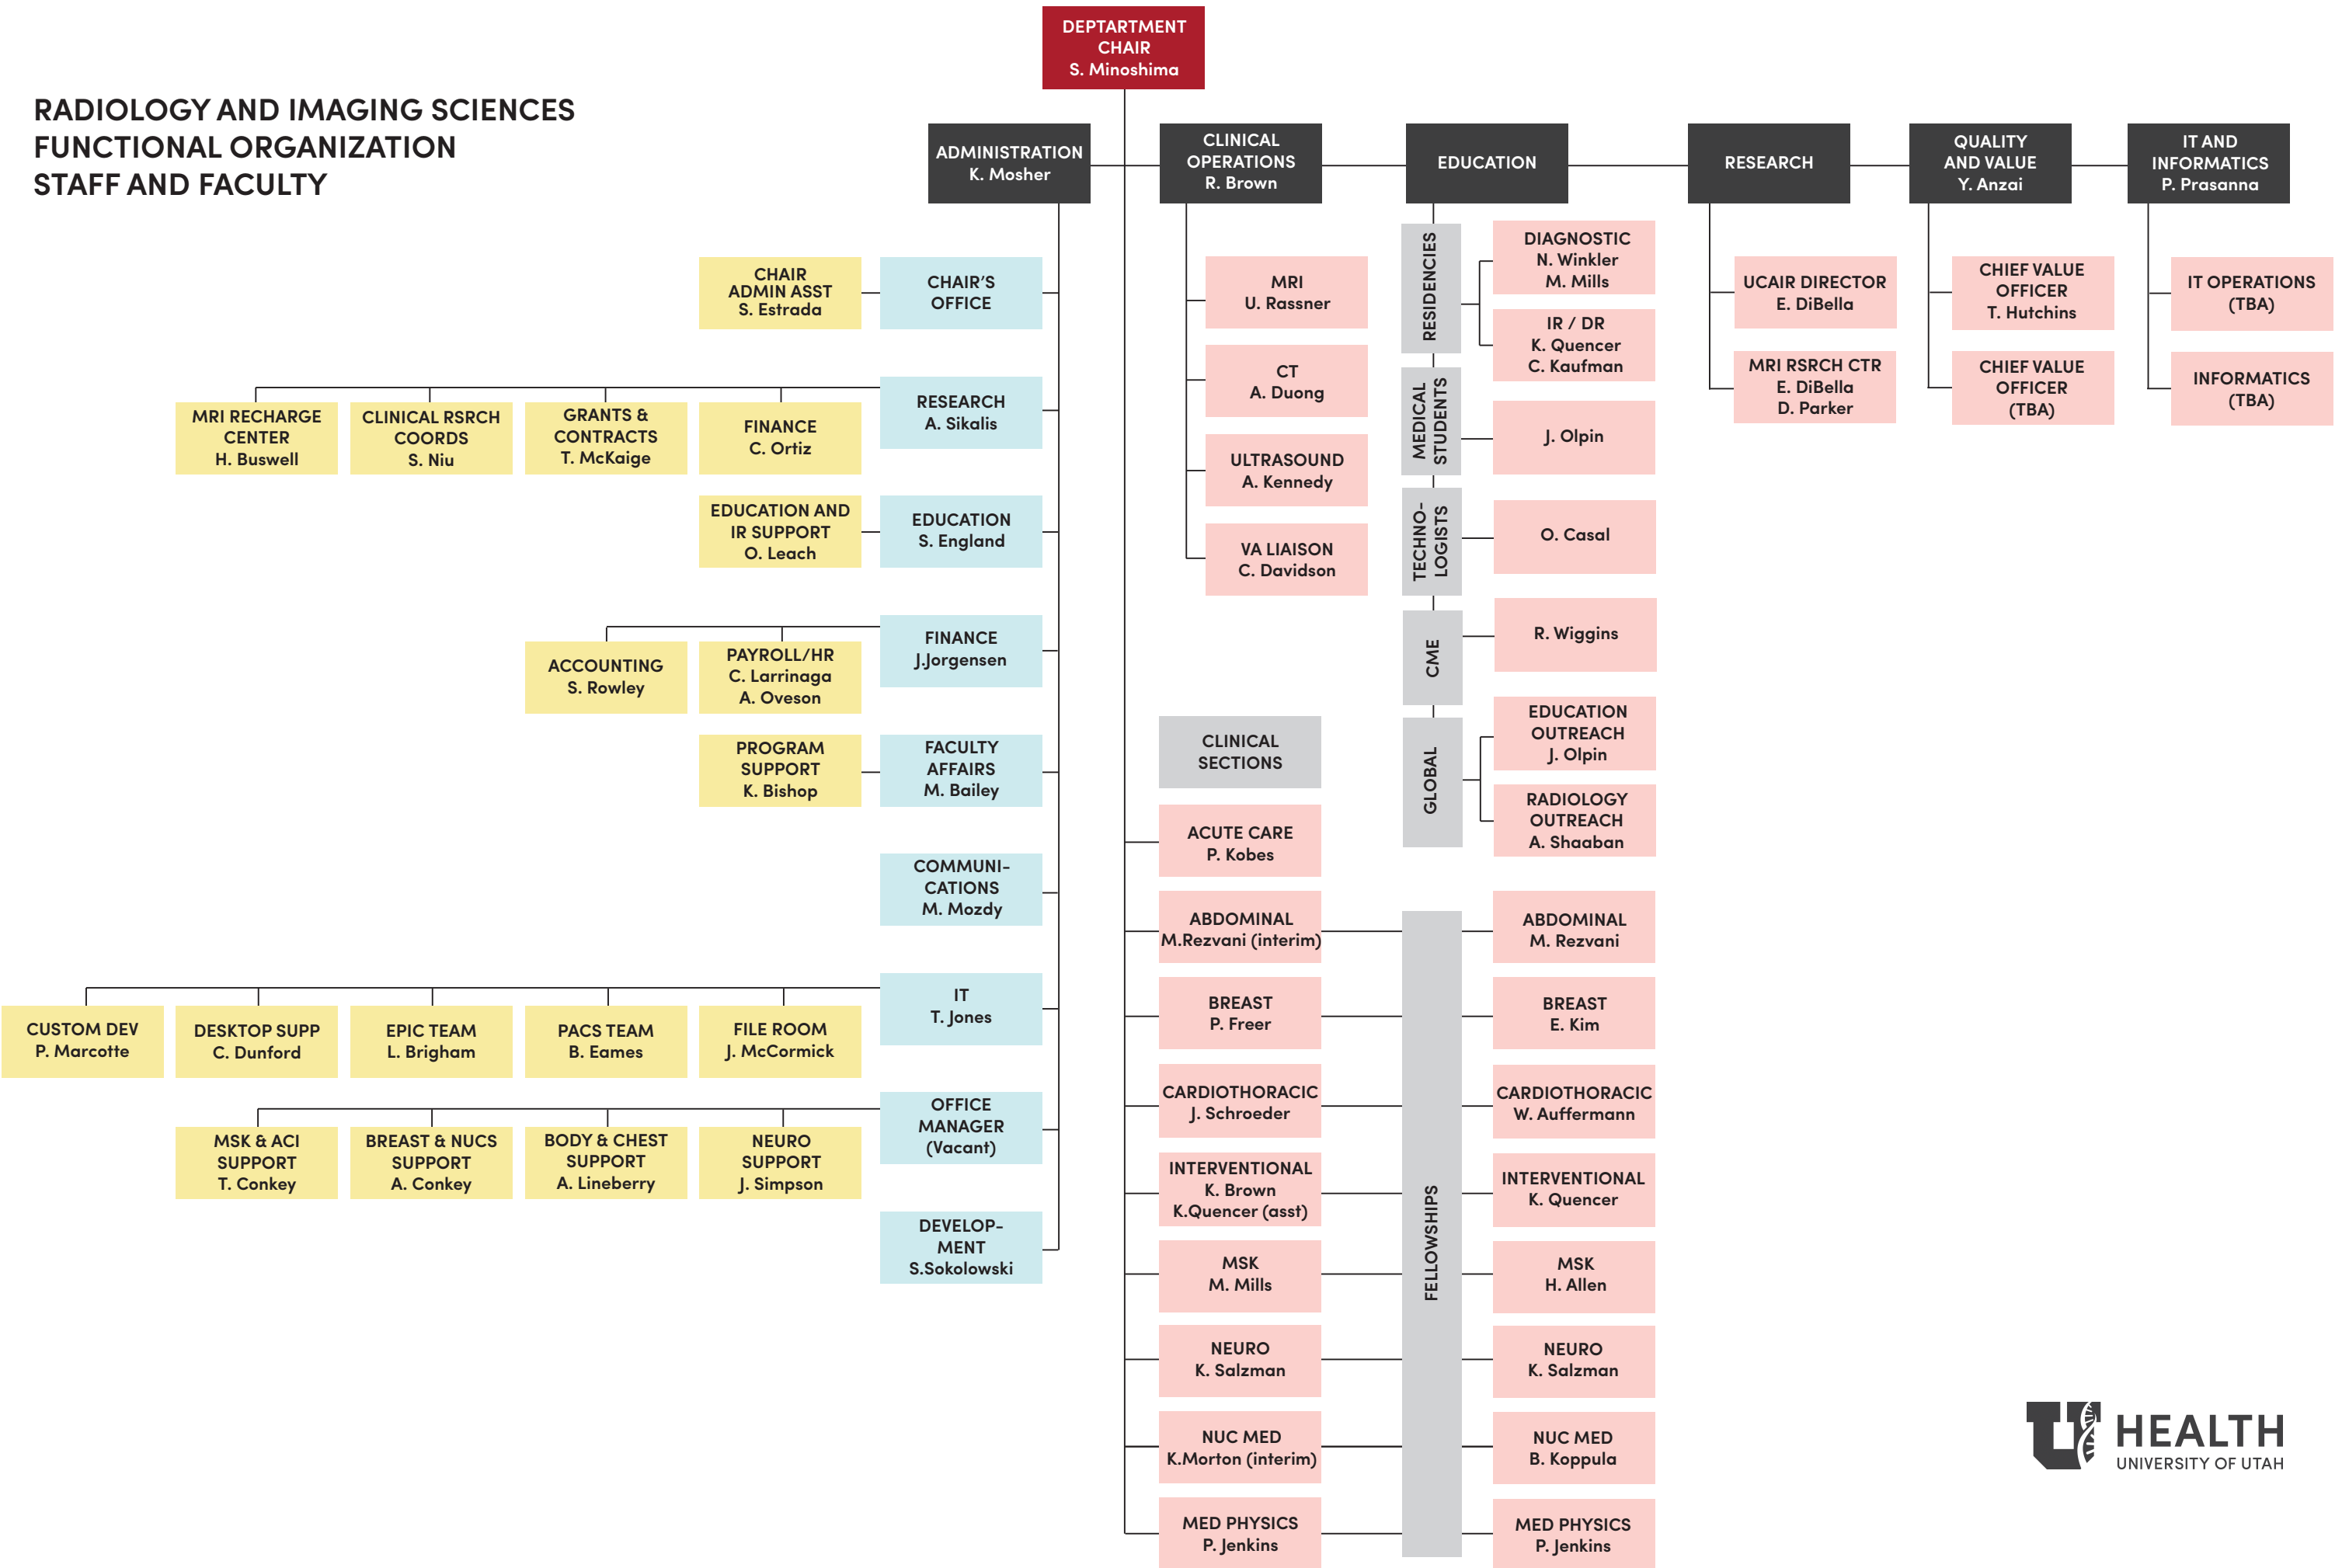 DEPTARTMENT
CHAIR
S. Minoshima
RADIOLOGY AND IMAGING SCIENCES
FUNCTIONAL ORGANIZATION
STAFF AND FACULTY
ADMINISTRATION
K. Mosher
CLINICAL
OPERATIONS
R. Brown
EDUCATION
RESEARCH
QUALITY
AND VALUE
Y. Anzai
IT AND
INFORMATICS
P. Prasanna
CHAIR
ADMIN ASST
S. Estrada
CHAIR'S
OFFICE
MRI RECHARGE
CENTER
H. Buswell
CLINICAL RSRCH
COORDS
S. Niu
GRANTS &
CONTRACTS
T. McKaige
FINANCE
C. Ortiz
RESEARCH
A. Sikalis
EDUCATION AND
IR SUPPORT
O. Leach
EDUCATION
S. England
ACCOUNTING
S. Rowley
PAYROLL/HR
C. Larrinaga
A. Oveson
FINANCE
J.Jorgensen
PROGRAM
SUPPORT
K. Bishop
FACULTY
AFFAIRS
M. Bailey
COMMUNI-
CATIONS
M. Mozdy
CUSTOM DEV
P. Marcotte
DESKTOP SUPP
C. Dunford
EPIC TEAM
L. Brigham
PACS TEAM
B. Eames
FILE ROOM
J. McCormick
IT
T. Jones
MSK & ACI
SUPPORT
T. Conkey
BREAST & NUCS
SUPPORT
A. Conkey
BODY & CHEST
SUPPORT
A. Lineberry
NEURO
SUPPORT
J. Simpson
OFFICE
MANAGER
(Vacant)
DEVELOP-
MENT
S.Sokolowski
MRI
U. Rassner
CT
A. Duong
ULTRASOUND
A. Kennedy
VA LIAISON
C. Davidson
CLINICAL
SECTIONS
ACUTE CARE
P. Kobes
ABDOMINAL
M.Rezvani (interim)
BREAST
P. Freer
CARDIOTHORACIC
J. Schroeder
INTERVENTIONAL
K. Brown
K.Quencer (asst)
MSK
M. Mills
NEURO
K. Salzman
NUC MED
K.Morton (interim)
MED PHYSICS
P. Jenkins
RESIDENCIES
DIAGNOSTIC
N. Winkler
M. Mills
IR / DR
K. Quencer
C. Kaufman
MEDICAL
STUDENTS
J. Olpin
TECHNO-
LOGISTS
O. Casal
CME
R. Wiggins
GLOBAL
EDUCATION
OUTREACH
J. Olpin
RADIOLOGY
OUTREACH
A. Shaaban
FELLOWSHIPS
ABDOMINAL
M. Rezvani
BREAST
E. Kim
CARDIOTHORACIC
W. Auffermann
INTERVENTIONAL
K. Quencer
MSK
H. Allen
NEURO
K. Salzman
NUC MED
B. Koppula
MED PHYSICS
P. Jenkins
UCAIR DIRECTOR
E. DiBella
MRI RSRCH CTR
E. DiBella
D. Parker
CHIEF VALUE
OFFICER
T. Hutchins
CHIEF VALUE
OFFICER
(TBA)
IT OPERATIONS
(TBA)
INFORMATICS
(TBA)
U HEALTH
UNIVERSITY OF UTAH